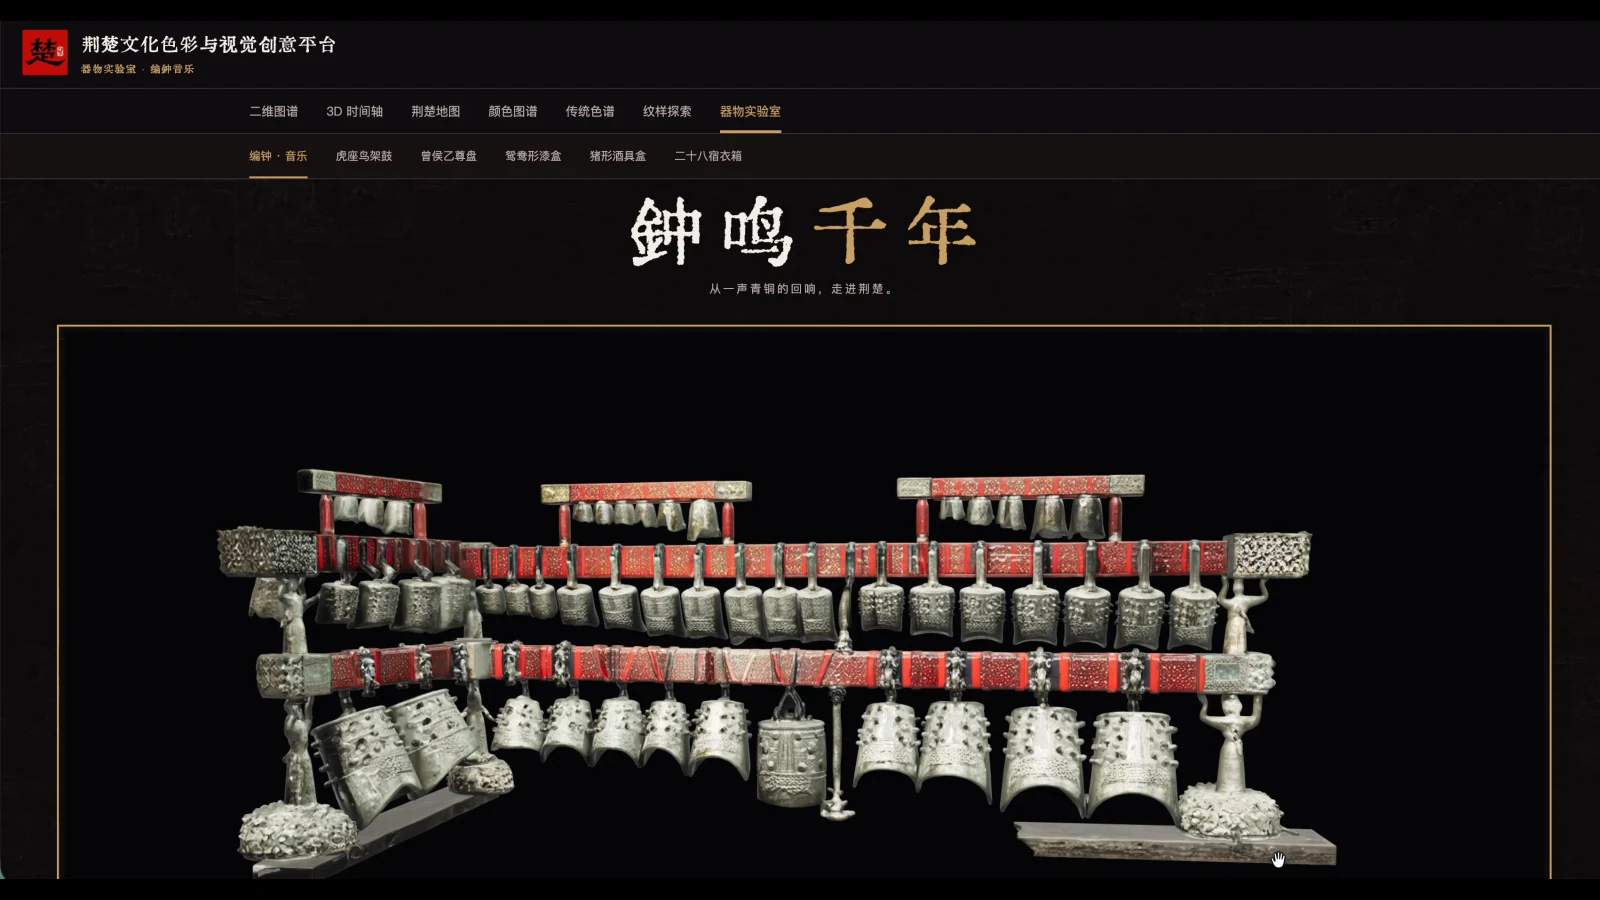 楚
荆楚文化色彩与视觉创意平台
器物实验室 · 编钟音乐
二维图谱 3D 时间轴 荆楚地图 颜色图谱 传统色谱 纹样探索 器物实验室
编钟 · 音乐 虎座鸟架鼓 曾侯乙尊盘 鸳鸯形漆盒 猪形酒具盒 二十八宿衣箱
鐘鸣千年
从一声青铜的回响，走进荆楚。